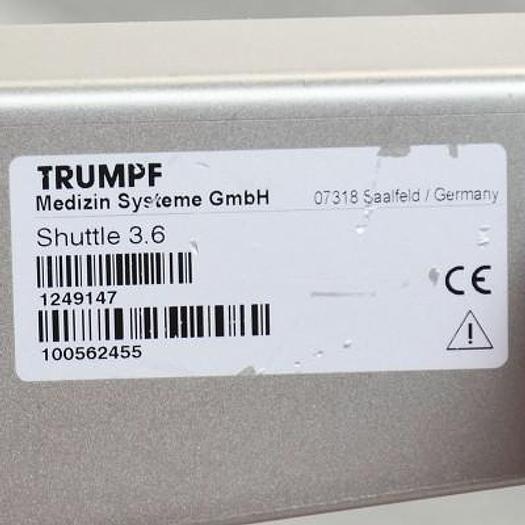 TRUMPF
Medizin Systeme GmbH 07318 Saalfeld / Germany
Shuttle 3.6
1249147
100562455
CE